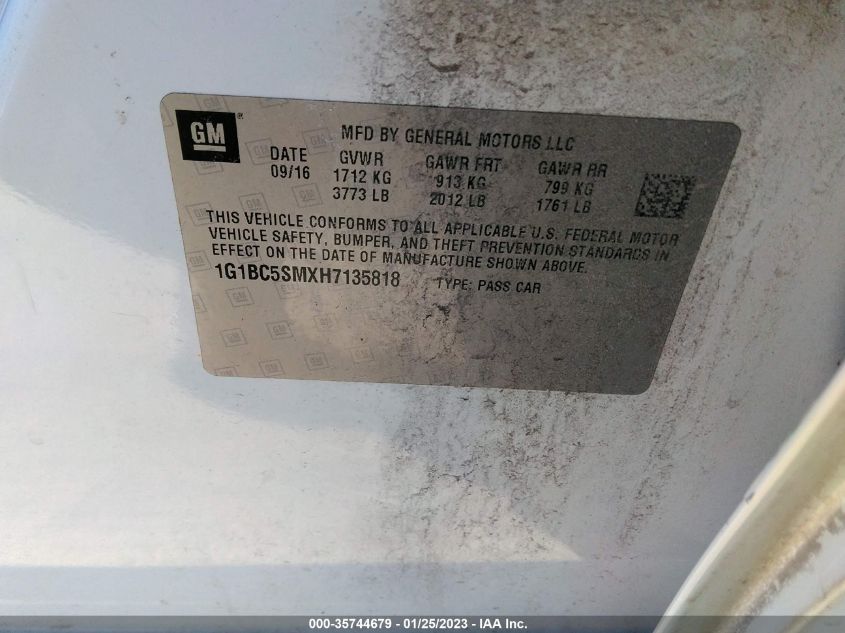 GM
MFD BY GENERAL MOTORS LLC
DATE GVWR GAWR FRT GAWR RR
09/16 1712 KG 913 KG 799 KG
3773 LB 2012 LB 1761 LB
THIS VEHICLE CONFORMS TO ALL APPLICABLE U.S. FEDERAL MOTOR
VEHICLE SAFETY, BUMPER, AND THEFT PREVENTION STANDARDS IN
EFFECT ON THE DATE OF MANUFACTURE SHOWN ABOVE.
1G1BC5SMXH7135818 TYPE: PASS CAR
000-35744679 - 01/25/2023 - IAA Inc.